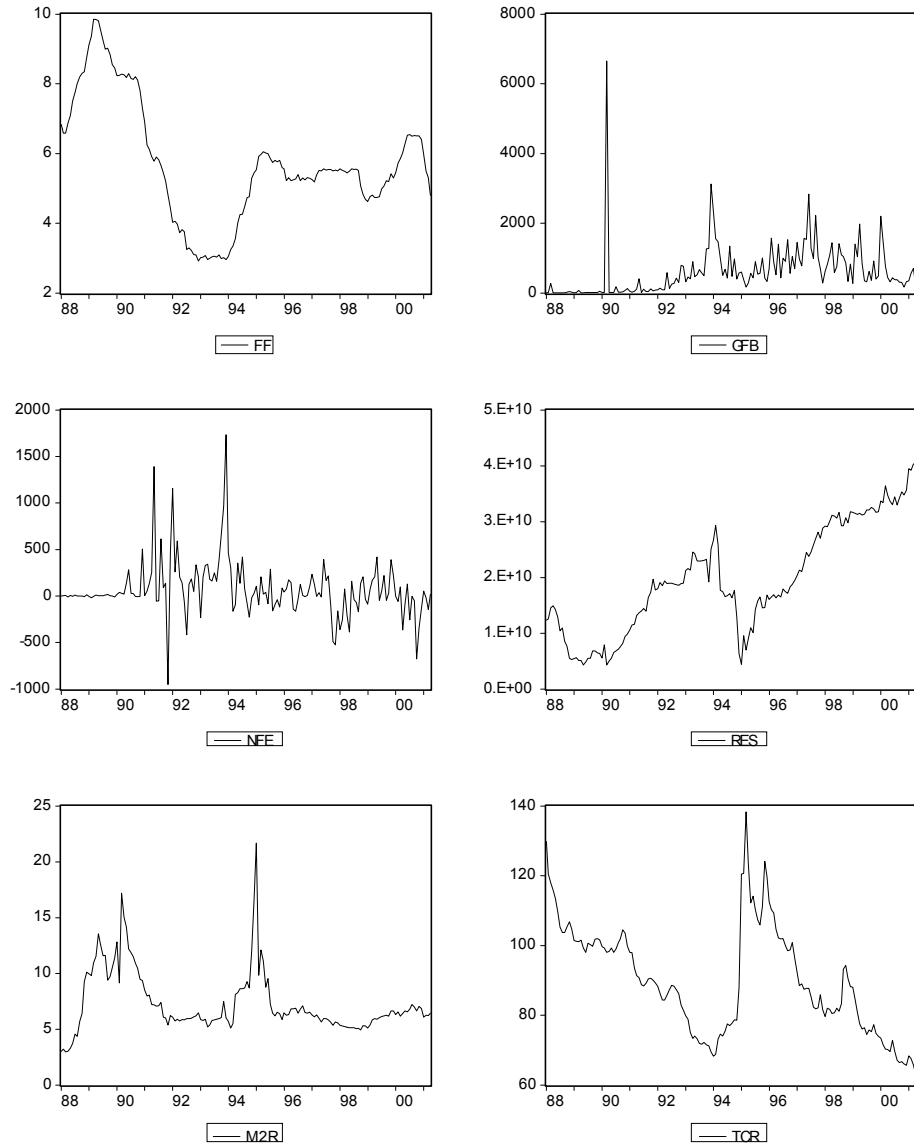 10
8
6
4
2
88 90 92 94 96 98 00
FF
8000
6000
4000
2000
0
88 90 92 94 96 98 00
GFB
2000
1500
1000
500
0
-500
-1000
88 90 92 94 96 98 00
NFE
5.E+10
4.E+10
3.E+10
2.E+10
1.E+10
0.E+00
88 90 92 94 96 98 00
RES
25
20
15
10
5
0
88 90 92 94 96 98 00
M2R
140
120
100
80
60
88 90 92 94 96 98 00
TCR